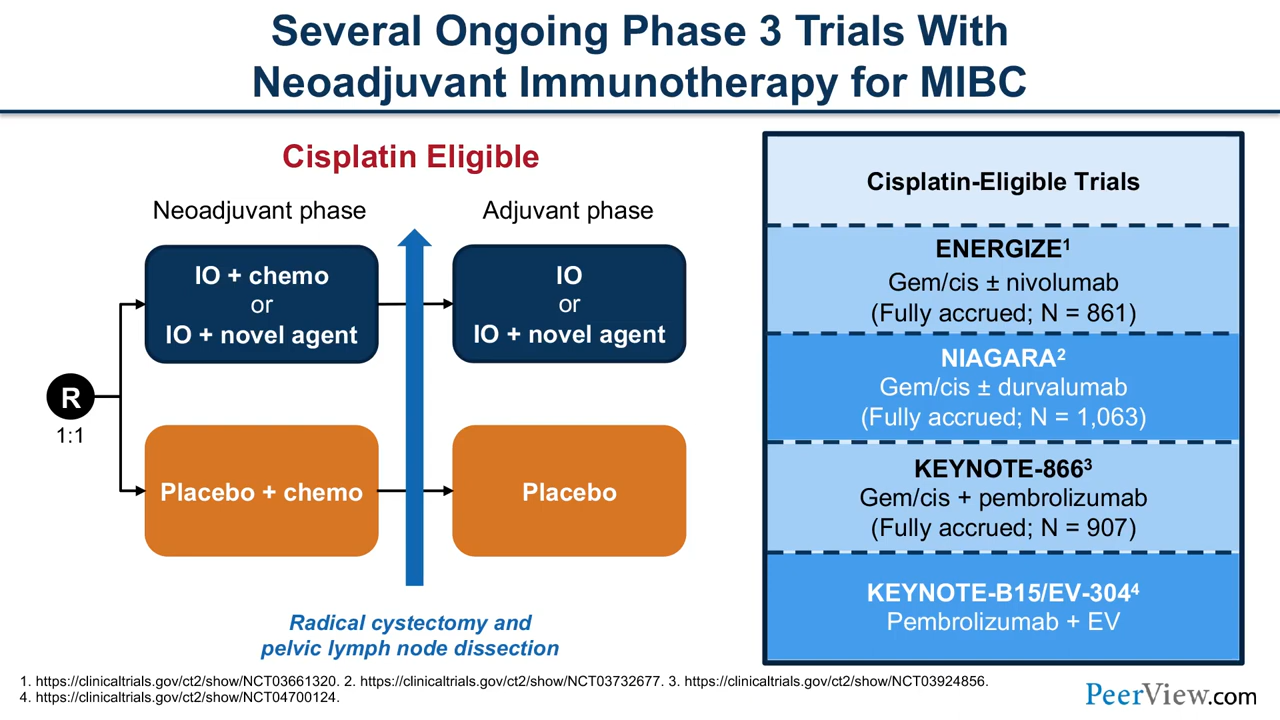 Several Ongoing Phase 3 Trials With
Neoadjuvant Immunotherapy for MIBC
Cisplatin Eligible
Neoadjuvant phase
Adjuvant phase
IO + chemo
or
IO + novel agent
IO
or
IO + novel agent
R
1:1
Placebo + chemo
Placebo
Radical cystectomy and
pelvic lymph node dissection
Cisplatin-Eligible Trials
ENERGIZE¹
Gem/cis ± nivolumab
(Fully accrued; N = 861)
NIAGARA²
Gem/cis ± durvalumab
(Fully accrued; N = 1,063)
KEYNOTE-866³
Gem/cis + pembrolizumab
(Fully accrued; N = 907)
KEYNOTE-B15/EV-304⁴
Pembrolizumab + EV
1. https://clinicaltrials.gov/ct2/show/NCT03661320. 2. https://clinicaltrials.gov/ct2/show/NCT03732677. 3. https://clinicaltrials.gov/ct2/show/NCT03924856.
4. https://clinicaltrials.gov/ct2/show/NCT04700124.
PeerView.com